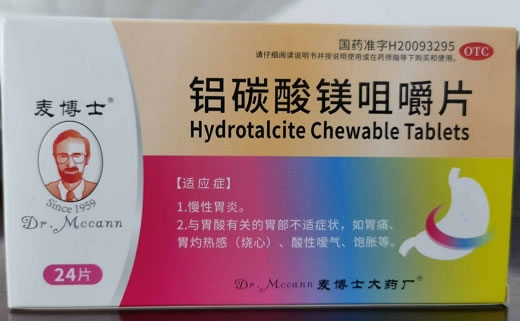 国药准字H20093295
OTC
请仔细阅读说明书并按说明使用或在药师指导下购买和使用。
麦博士®
铝碳酸镁咀嚼片
Hydrotalcite Chewable Tablets
Since 1959
Dr. Mccann
【适应症】
1.慢性胃炎。
2.与胃酸有关的胃部不适症状，如胃痛、
胃灼热感（烧心）、酸性嗳气、饱胀等。
24片
Dr. Mccann 麦博士大药厂®